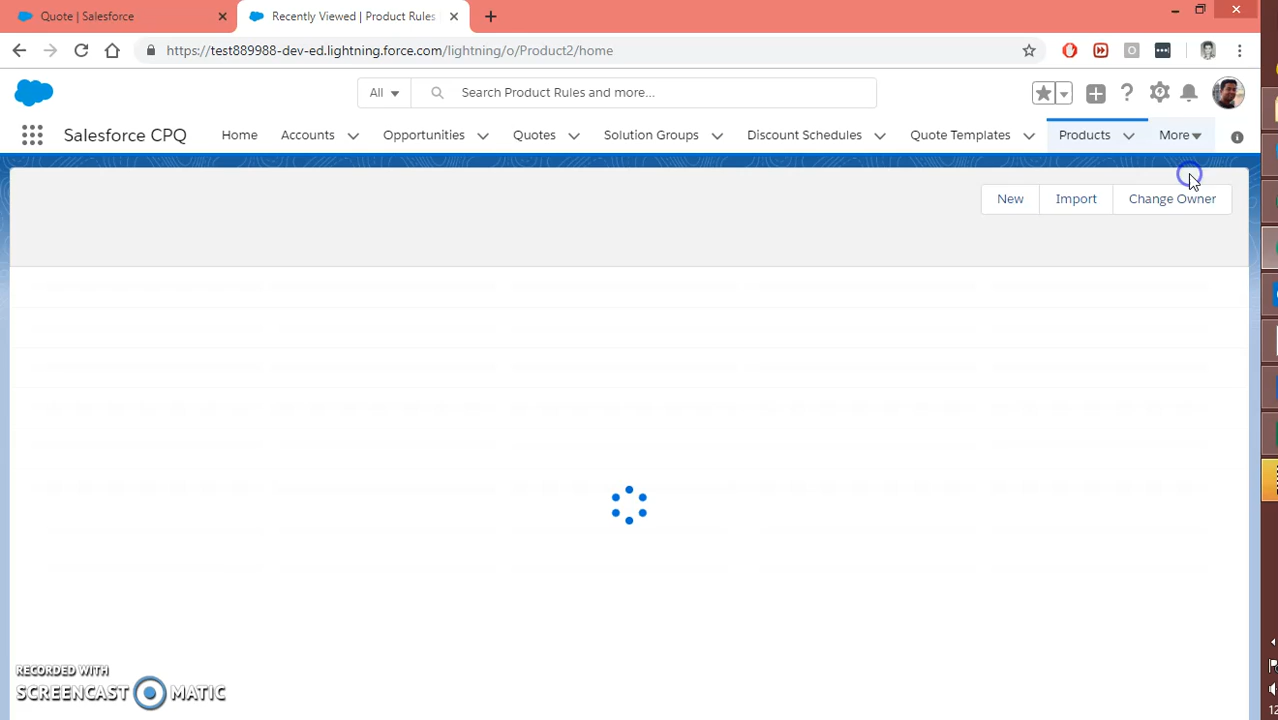 Quote | Salesforce
Recently Viewed | Product Rules
https://test889988-dev-ed.lightning.force.com/lightning/o/Product2/home
All
Search Product Rules and more...
Salesforce CPQ
Home
Accounts
Opportunities
Quotes
Solution Groups
Discount Schedules
Quote Templates
Products
More
New
Import
Change Owner
RECORDED WITH
SCREENCAST MATIC